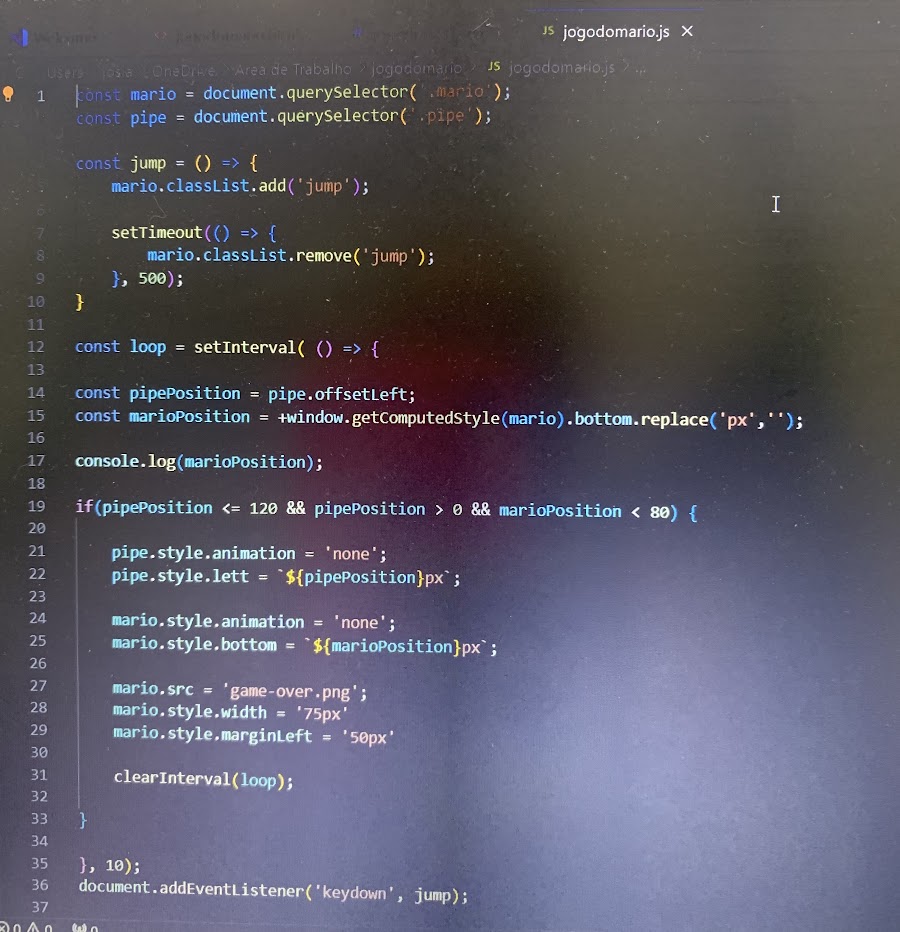 JS jogodomario.js ×
Users OneDrive Área de Trabalho jogodomario JS jogodomario.js > ...
1 const mario = document.querySelector('.mario');
const pipe = document.querySelector('.pipe');
const jump = () => {
mario.classList.add('jump');
7 setTimeout(() => {
8 mario.classList.remove('jump');
9 }, 500);
10 }
11
12 const loop = setInterval( () => {
13
14 const pipePosition = pipe.offsetLeft;
15 const marioPosition = +window.getComputedStyle(mario).bottom.replace('px','');
16
17 console.log(marioPosition);
18
19 if(pipePosition <= 120 && pipePosition > 0 && marioPosition < 80) {
20
21 pipe.style.animation = 'none';
22 pipe.style.lett = `${pipePosition}px`;
23
24 mario.style.animation = 'none';
25 mario.style.bottom = `${marioPosition}px`;
26
27 mario.src = 'game-over.png';
28 mario.style.width = '75px'
29 mario.style.marginLeft = '50px'
30
31 clearInterval(loop);
32
33 }
34
35 }, 10);
36 document.addEventListener('keydown', jump);
37
0 0 0